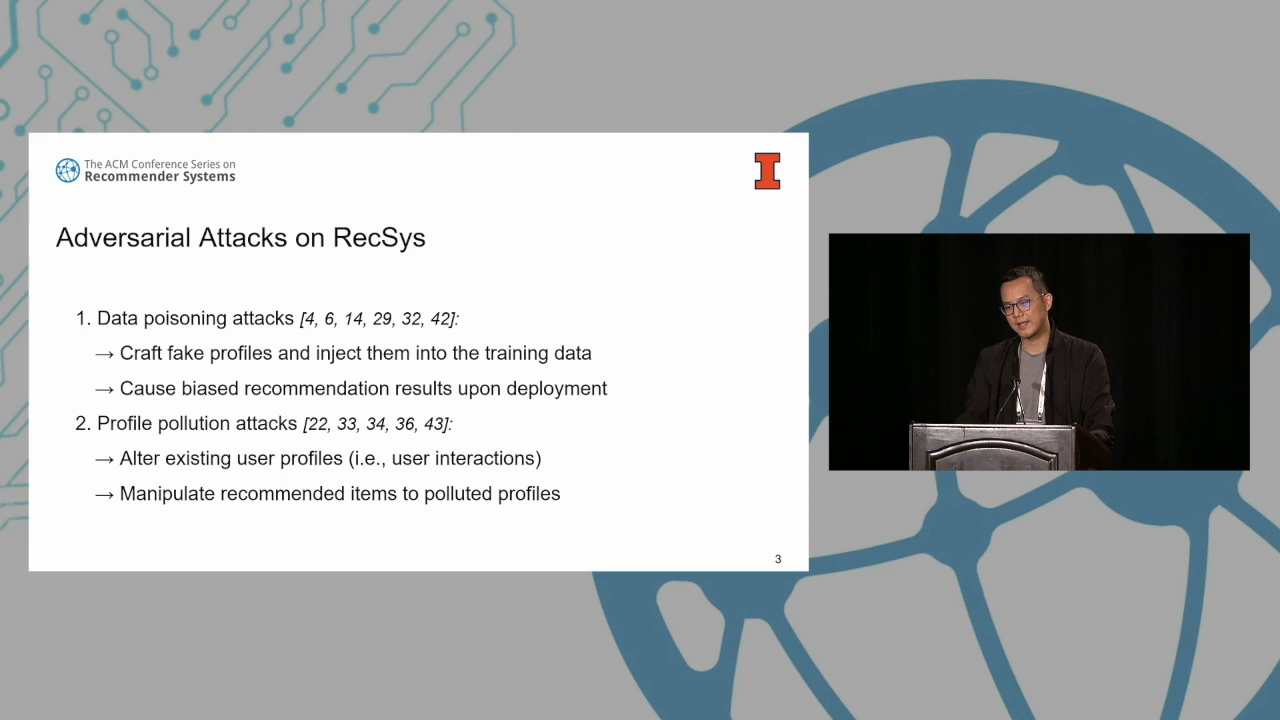 The ACM Conference Series on
Recommender Systems
Adversarial Attacks on RecSys
1. Data poisoning attacks [4, 6, 14, 29, 32, 42]:
→ Craft fake profiles and inject them into the training data
→ Cause biased recommendation results upon deployment
2. Profile pollution attacks [22, 33, 34, 36, 43]:
→ Alter existing user profiles (i.e., user interactions)
→ Manipulate recommended items to polluted profiles
3